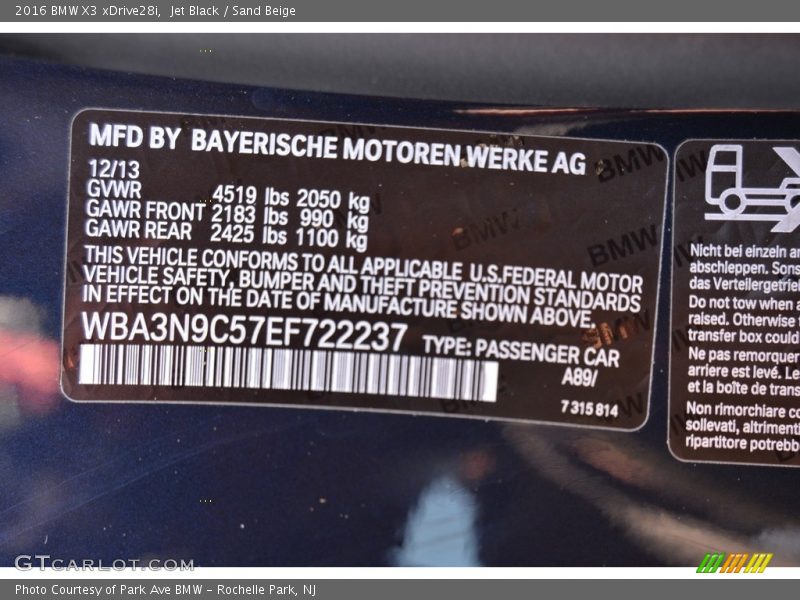 2016 BMW X3 xDrive28i, Jet Black / Sand Beige
MFD BY BAYERISCHE MOTOREN WERKE AG
12/13
GVWR 4519 lbs 2050 kg
GAWR FRONT 2183 lbs 990 kg
GAWR REAR 2425 lbs 1100 kg
THIS VEHICLE CONFORMS TO ALL APPLICABLE U.S.FEDERAL MOTOR
VEHICLE SAFETY, BUMPER AND THEFT PREVENTION STANDARDS
IN EFFECT ON THE DATE OF MANUFACTURE SHOWN ABOVE.
WBA3N9C57EF722237 TYPE: PASSENGER CAR
A89/
7 315 814
Nicht bei einzeln an
abschleppen. Sons
das Verteilergetrie
Do not tow when a
raised. Otherwise
transfer box could
Ne pas remorquer
arriere est levé. Le
et la boîte de trans
Non rimorchiare co
sollevati, altrimenti
ripartitore potrebb
GTCARLOT.COM
Photo Courtesy of Park Ave BMW - Rochelle Park, NJ